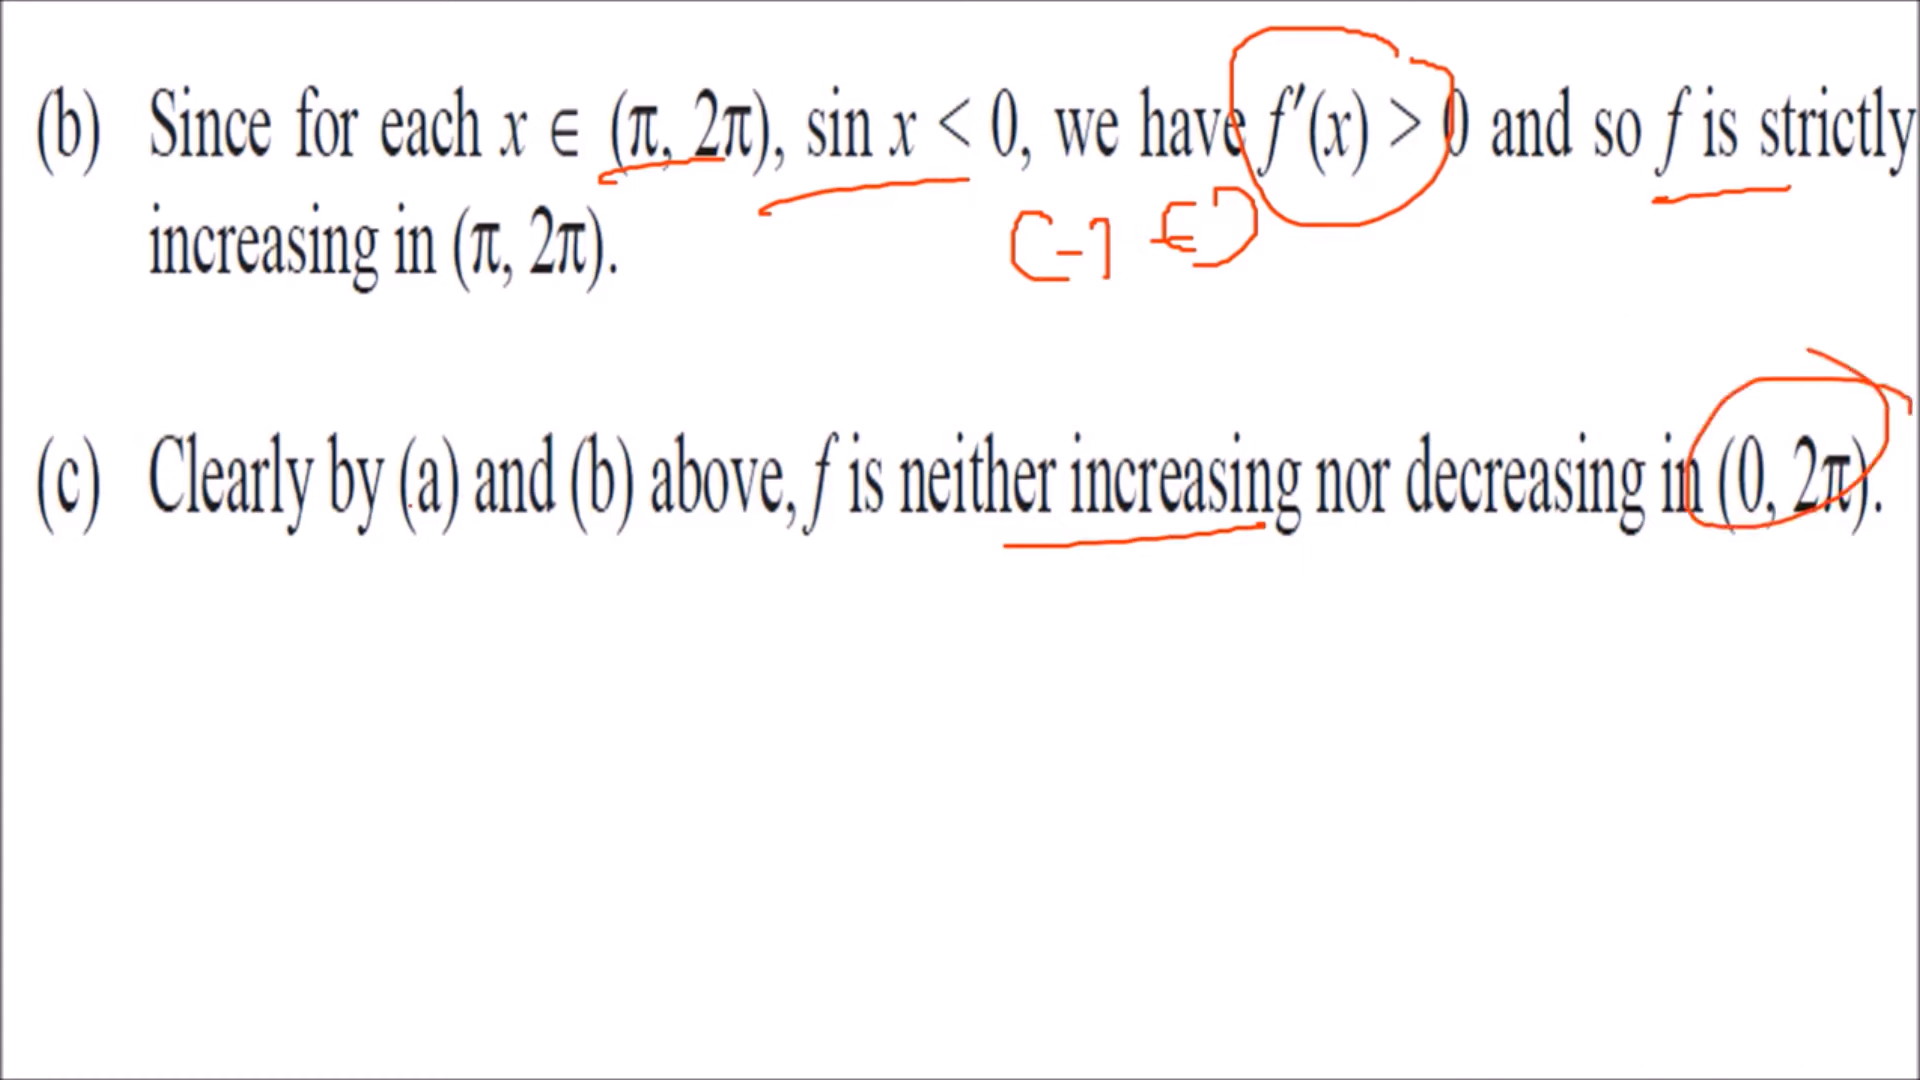 (b) Since for each x ∈ (π, 2π), sin x < 0, we have f′(x) > 0 and so f is strictly
increasing in (π, 2π).
(c) Clearly by (a) and (b) above, f is neither increasing nor decreasing in (0, 2π).